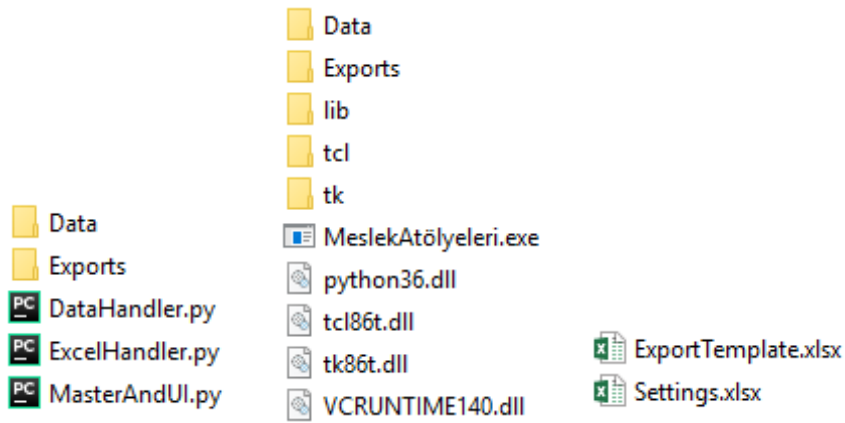 Data
Exports
DataHandler.py
ExcelHandler.py
MasterAndUI.py
Data
Exports
lib
tcl
tk
MeslekAtölyeleri.exe
python36.dll
tcl86t.dll
tk86t.dll
VCRUNTIME140.dll
ExportTemplate.xlsx
Settings.xlsx